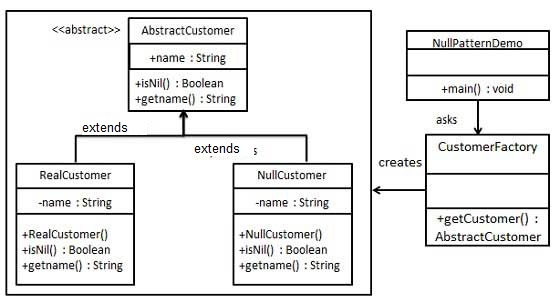 <<abstract>>
AbstractCustomer
+name : String
+isNil() : Boolean
+getname() : String
extends
extends
s
RealCustomer
-name : String
+RealCustomer()
+isNil() : Boolean
+getname() : String
NullCustomer
-name : String
+NullCustomer()
+isNil() : Boolean
+getname() : String
NullPatternDemo
+main() : void
asks
CustomerFactory
+getCustomer() :
AbstractCustomer
creates